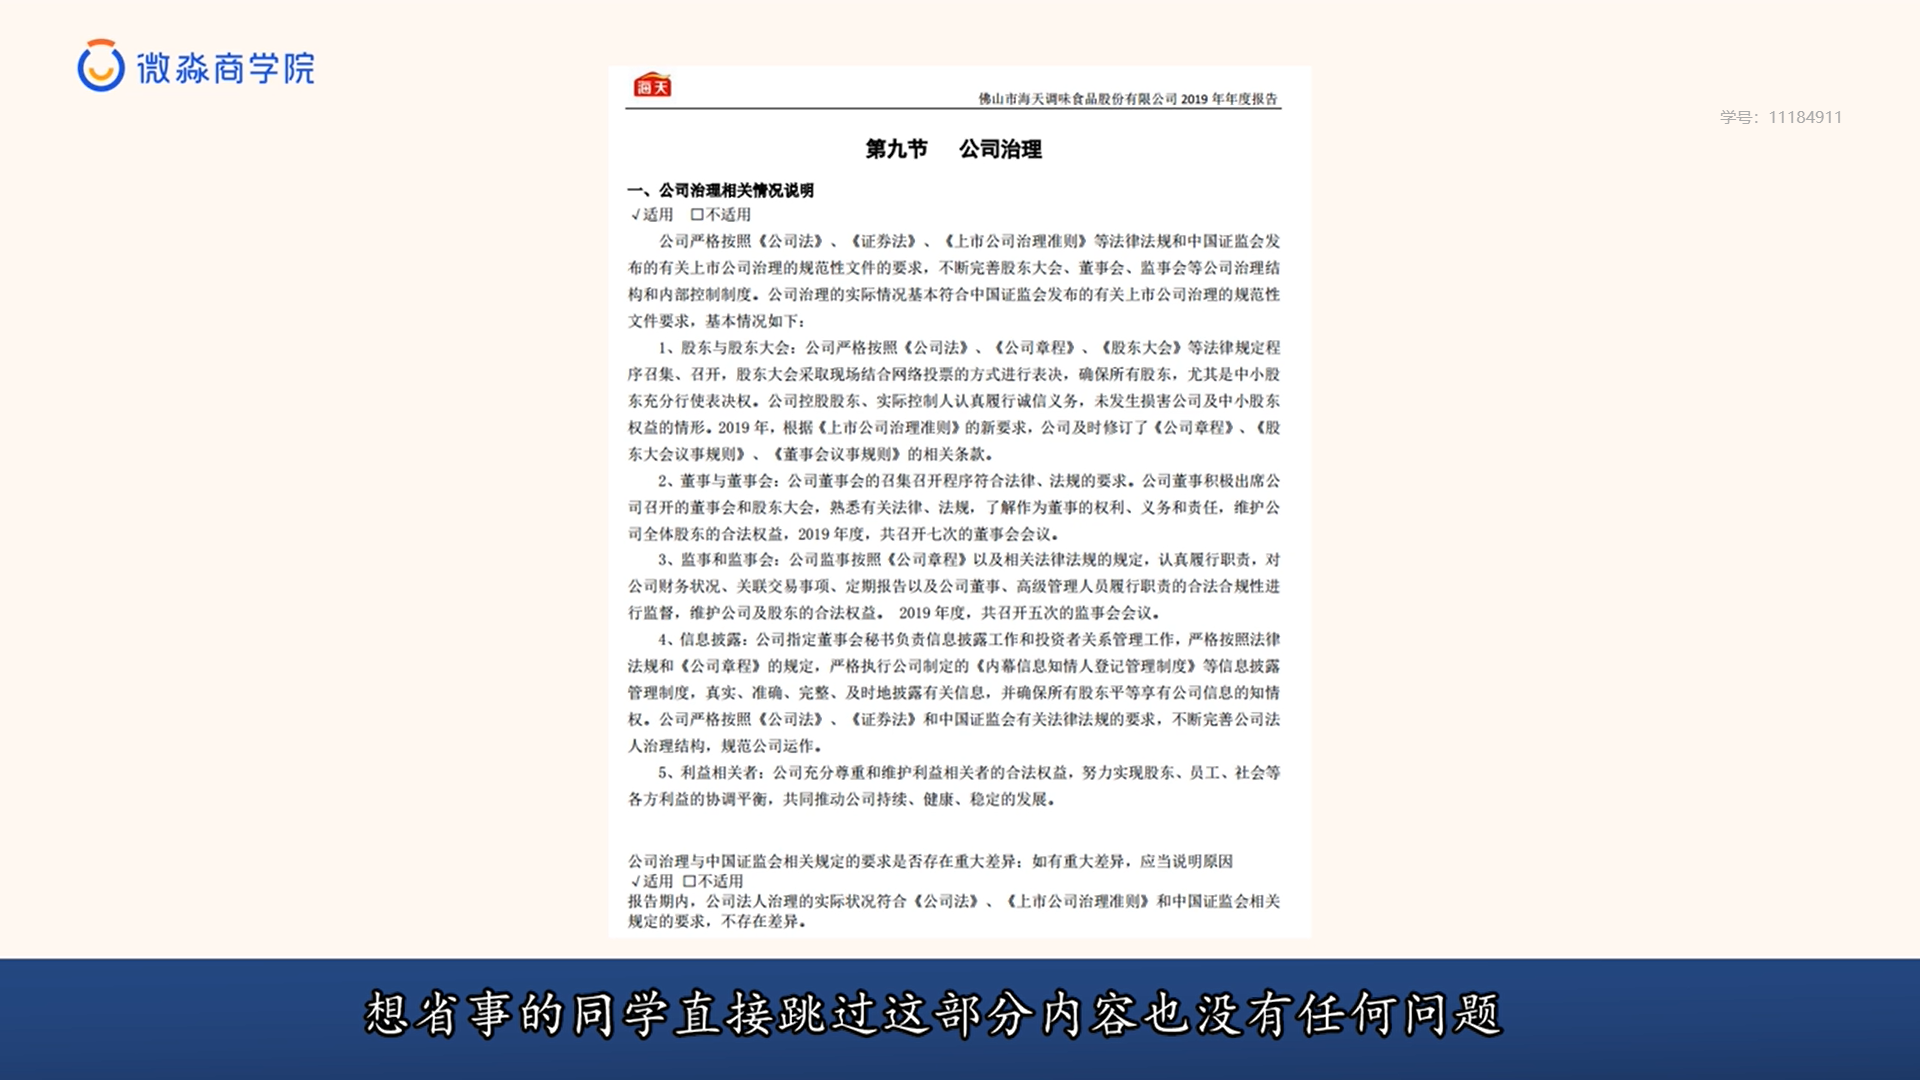 微淼商学院
海天
佛山市海天调味食品股份有限公司 2019 年年度报告
学号：11184911
第九节 公司治理
一、公司治理相关情况说明
√适用 □不适用
公司严格按照《公司法》、《证券法》、《上市公司治理准则》等法律法规和中国证监会发
布的有关上市公司治理的规范性文件的要求，不断完善股东大会、董事会、监事会等公司治理结
构和内部控制制度。公司治理的实际情况基本符合中国证监会发布的有关上市公司治理的规范性
文件要求，基本情况如下：
1、股东与股东大会：公司严格按照《公司法》、《公司章程》、《股东大会》等法律规定程
序召集、召开，股东大会采取现场结合网络投票的方式进行表决，确保所有股东，尤其是中小股
东充分行使表决权。公司控股股东、实际控制人认真履行诚信义务，未发生损害公司及中小股东
权益的情形。2019 年，根据《上市公司治理准则》的新要求，公司及时修订了《公司章程》、《股
东大会议事规则》、《董事会议事规则》的相关条款。
2、董事与董事会：公司董事会的召集召开程序符合法律、法规的要求。公司董事积极出席公
司召开的董事会和股东大会，熟悉有关法律、法规，了解作为董事的权利、义务和责任，维护公
司全体股东的合法权益，2019 年度，共召开七次的董事会会议。
3、监事和监事会：公司监事按照《公司章程》以及相关法律法规的规定，认真履行职责，对
公司财务状况、关联交易事项、定期报告以及公司董事、高级管理人员履行职责的合法合规性进
行监督，维护公司及股东的合法权益。 2019 年度，共召开五次的监事会会议。
4、信息披露：公司指定董事会秘书负责信息披露工作和投资者关系管理工作，严格按照法律
法规和《公司章程》的规定，严格执行公司制定的《内幕信息知情人登记管理制度》等信息披露
管理制度，真实、准确、完整、及时地披露有关信息，并确保所有股东平等享有公司信息的知情
权。公司严格按照《公司法》、《证券法》和中国证监会有关法律法规的要求，不断完善公司法
人治理结构，规范公司运作。
5、利益相关者：公司充分尊重和维护利益相关者的合法权益，努力实现股东、员工、社会等
各方利益的协调平衡，共同推动公司持续、健康、稳定的发展。
公司治理与中国证监会相关规定的要求是否存在重大差异；如有重大差异，应当说明原因
√适用 □不适用
报告期内，公司法人治理的实际状况符合《公司法》、《上市公司治理准则》和中国证监会相关
规定的要求，不存在差异。
想省事的同学直接跳过这部分内容也没有任何问题